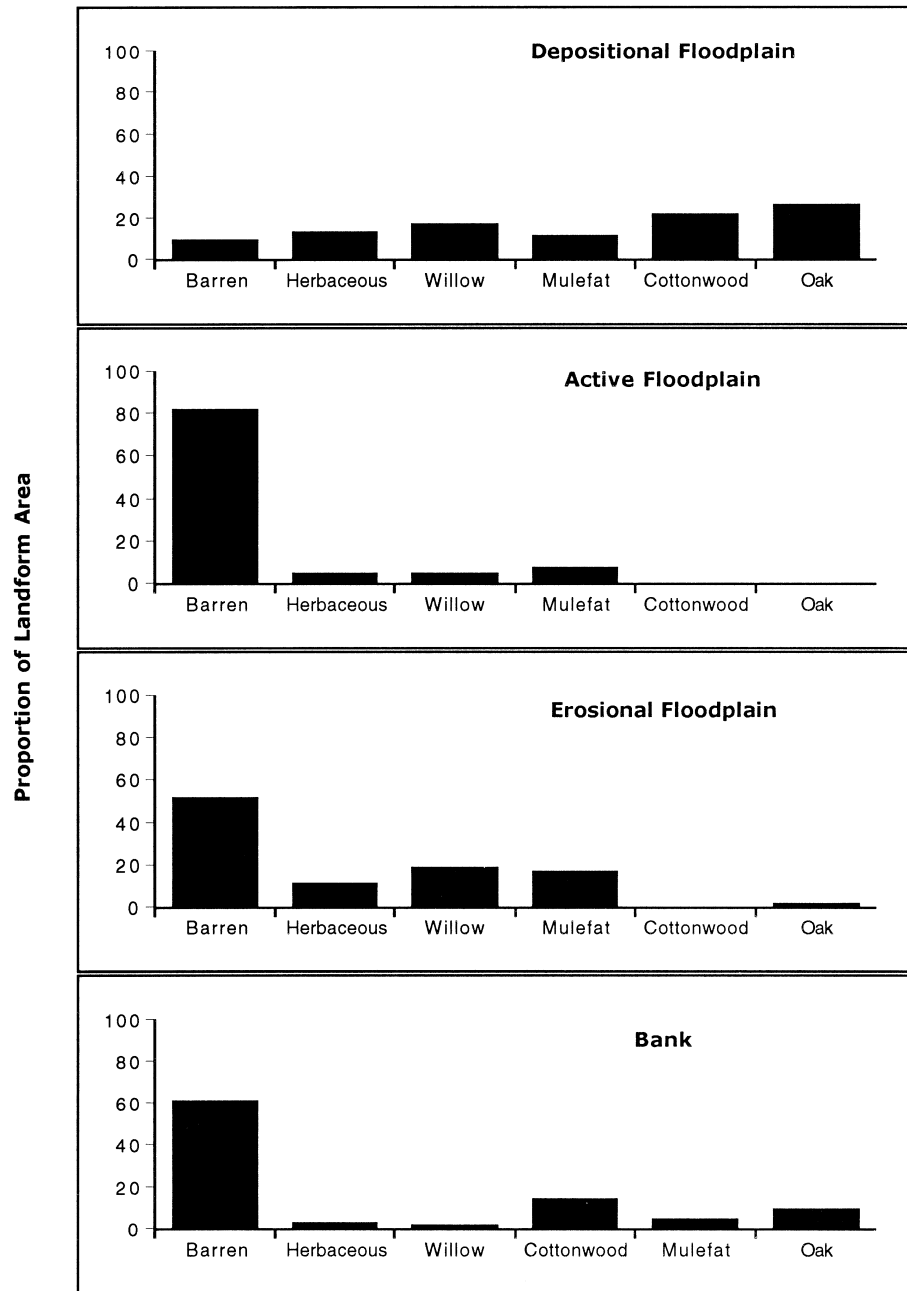 Proportion of Landform Area
Depositional Floodplain
100
80
60
40
20
0
Barren Herbaceous Willow Mulefat Cottonwood Oak
Active Floodplain
100
80
60
40
20
0
Barren Herbaceous Willow Mulefat Cottonwood Oak
Erosional Floodplain
100
80
60
40
20
0
Barren Herbaceous Willow Mulefat Cottonwood Oak
Bank
100
80
60
40
20
0
Barren Herbaceous Willow Cottonwood Mulefat Oak